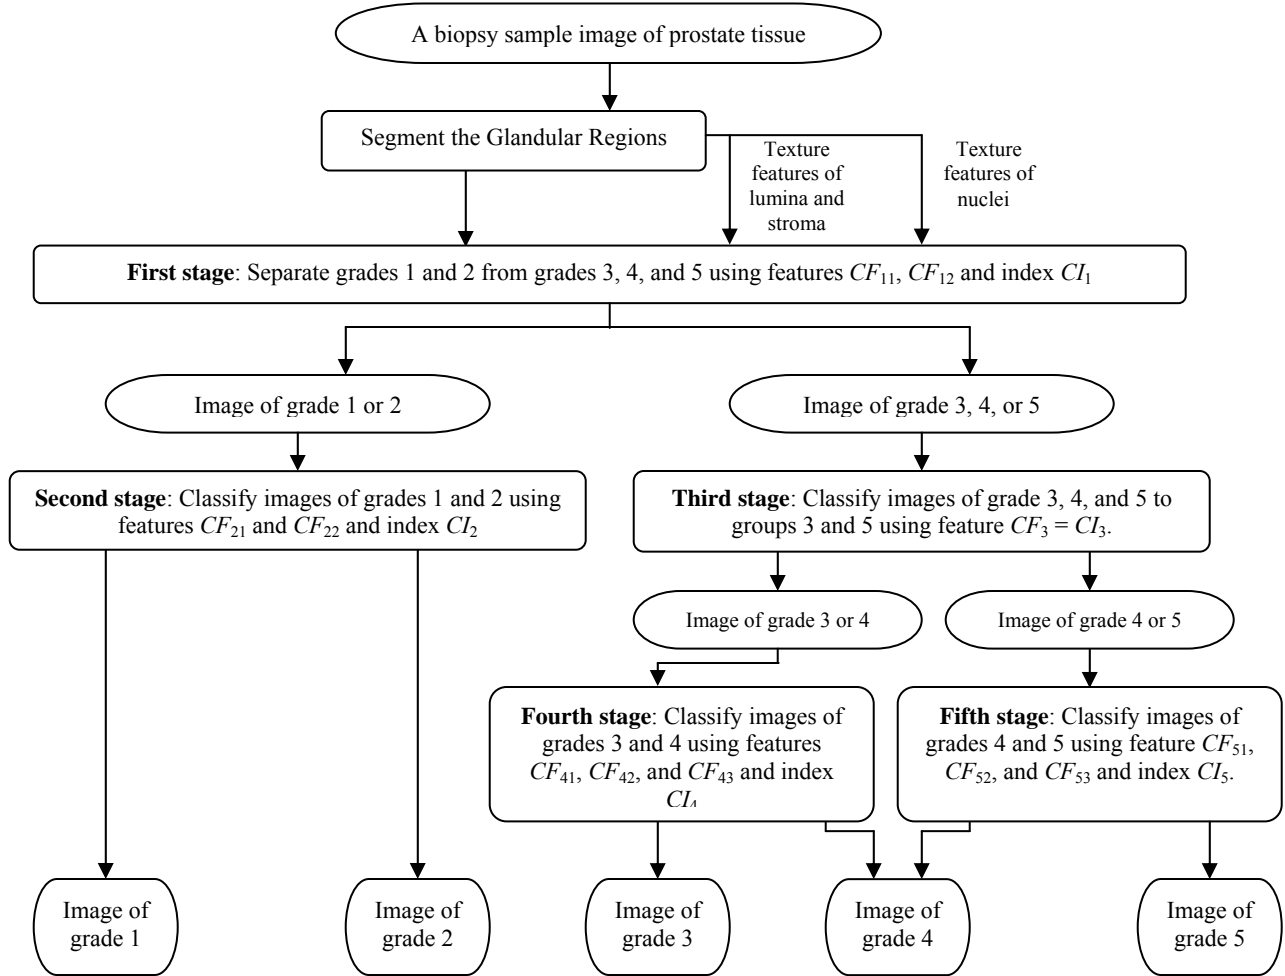 A biopsy sample image of prostate tissue
Segment the Glandular Regions
Texture
features of
lumina and
stroma
Texture
features of
nuclei
First stage: Separate grades 1 and 2 from grades 3, 4, and 5 using features CF11, CF12 and index CI1
Image of grade 1 or 2
Image of grade 3, 4, or 5
Second stage: Classify images of grades 1 and 2 using
features CF21 and CF22 and index CI2
Third stage: Classify images of grade 3, 4, and 5 to
groups 3 and 5 using feature CF3 = CI3.
Image of grade 3 or 4
Image of grade 4 or 5
Fourth stage: Classify images of
grades 3 and 4 using features
CF41, CF42, and CF43 and index
CI4
Fifth stage: Classify images of
grades 4 and 5 using feature CF51,
CF52, and CF53 and index CI5.
Image of
grade 1
Image of
grade 2
Image of
grade 3
Image of
grade 4
Image of
grade 5